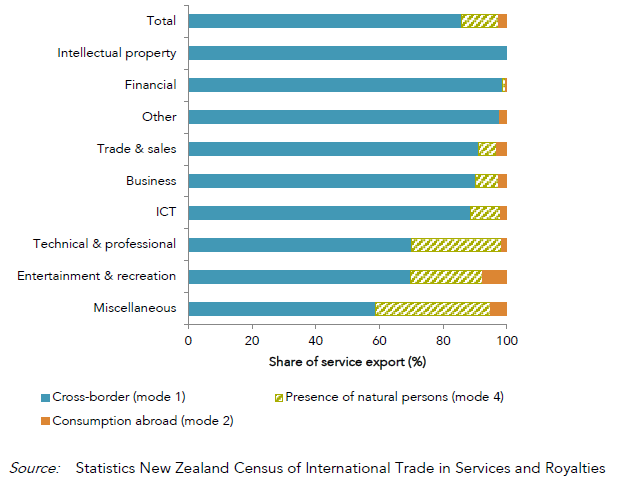 Total
Intellectual property
Financial
Other
Trade & sales
Business
ICT
Technical & professional
Entertainment & recreation
Miscellaneous
0 20 40 60 80 100
Share of service export (%)
Cross-border (mode 1) Presence of natural persons (mode 4)
Consumption abroad (mode 2)
Source: Statistics New Zealand Census of International Trade in Services and Royalties